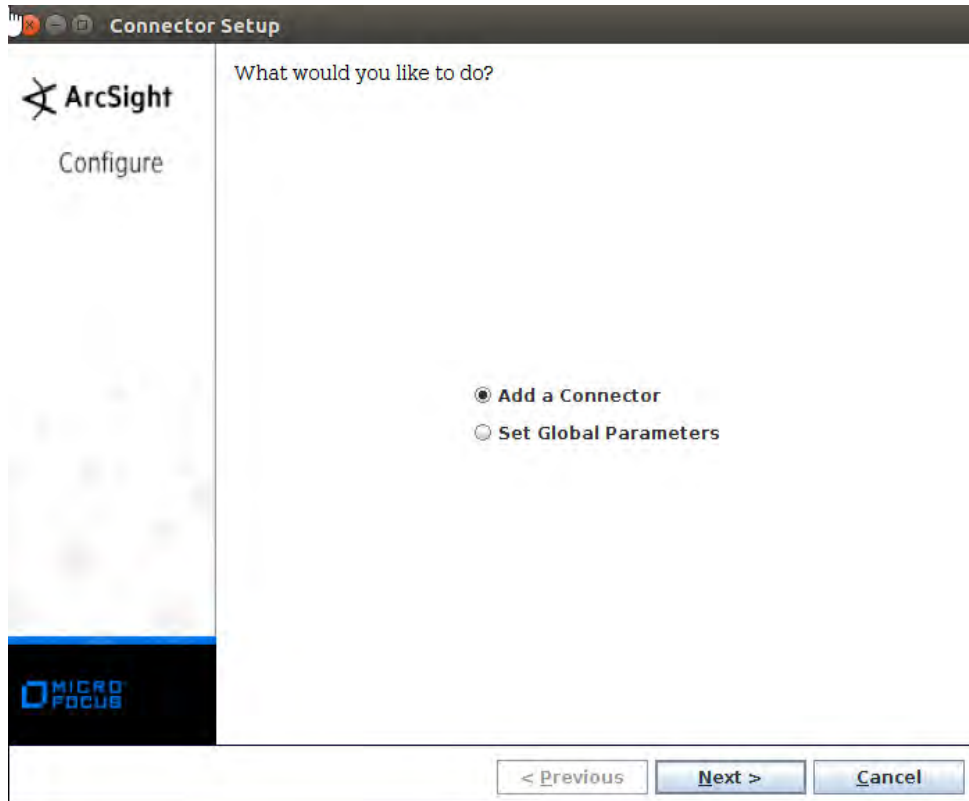 Connector Setup
What would you like to do?
ArcSight
Configure
Add a Connector
Set Global Parameters
MICRO
FOCUS
< Previous
Next >
Cancel